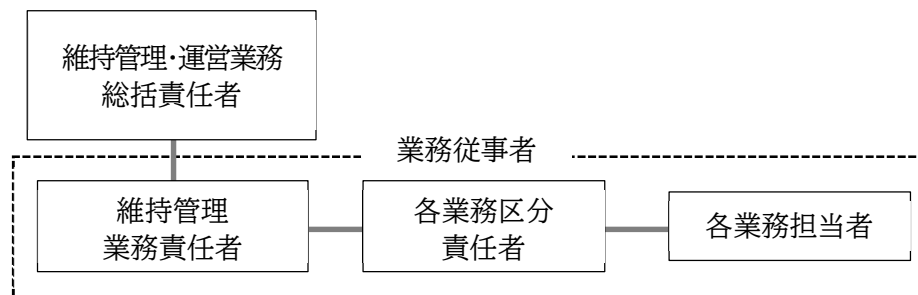 維持管理・運営業務
総括責任者
業務従事者
維持管理
業務責任者
各業務区分
責任者
各業務担当者